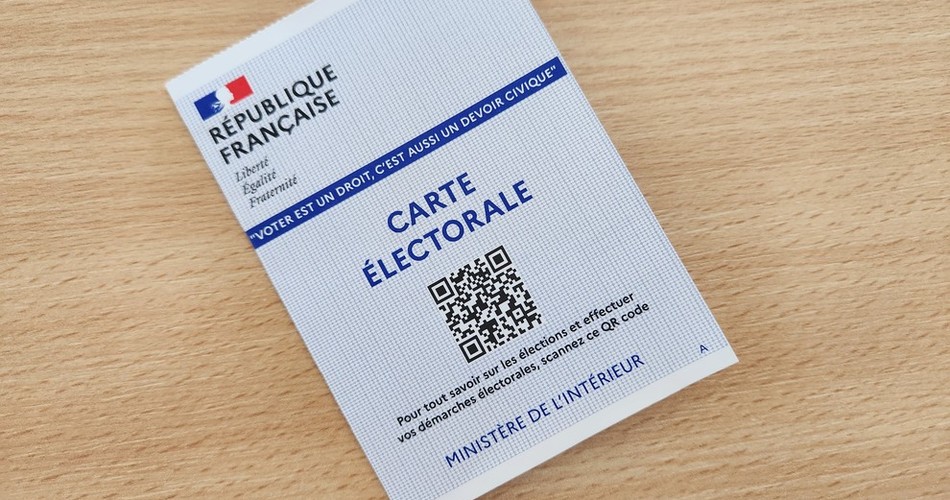 RÉPUBLIQUE
FRANÇAISE
Liberté
Égalité
Fraternité
"VOTER EST UN DROIT, C'EST AUSSI UN DEVOIR CIVIQUE"
CARTE
ÉLECTORALE
Pour tout savoir sur les élections et effectuer
vos démarches électorales, scannez ce QR code
MINISTÈRE DE L'INTÉRIEUR
A